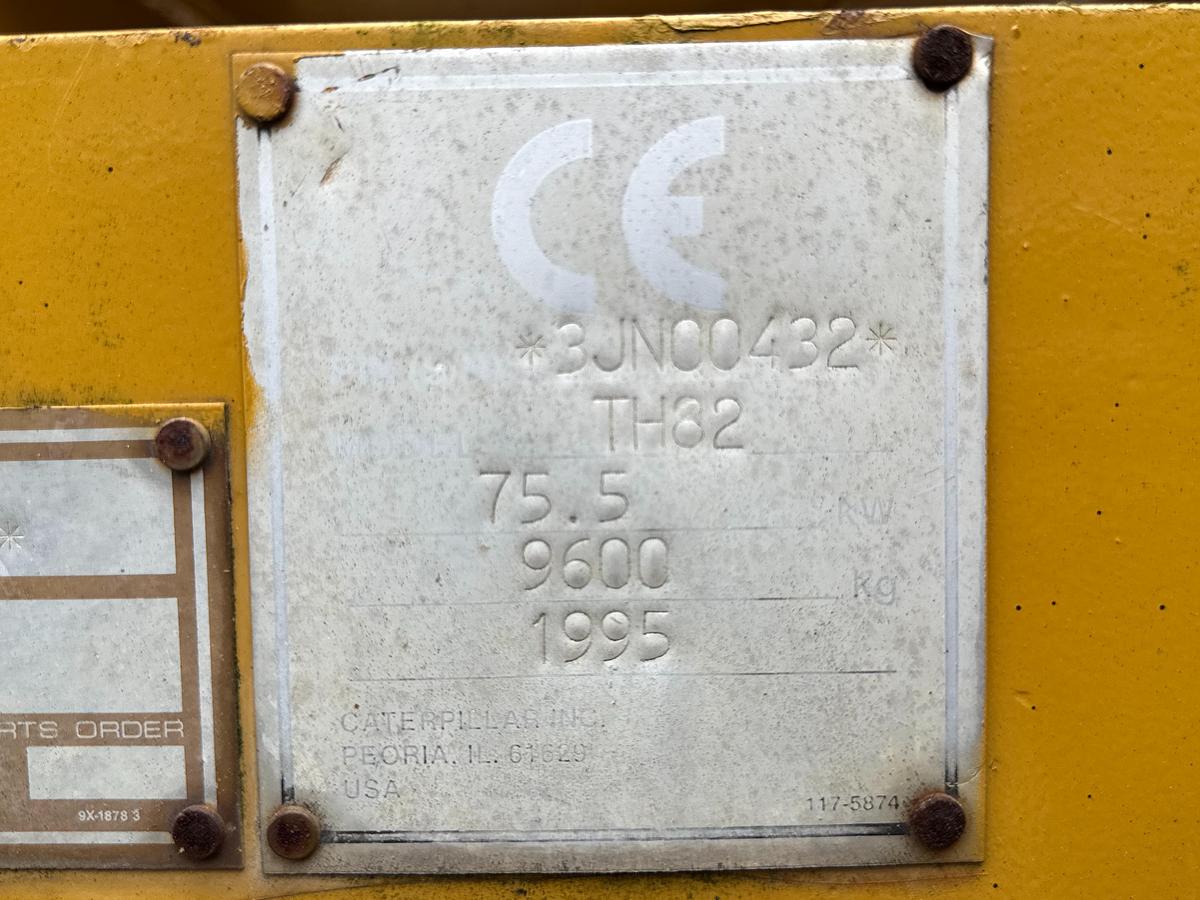 CE
*3JN00432*
MODEL TH82
75.5 kW
9600 kg
1995
CATERPILLAR INC.
PEORIA, IL. 61629
USA
117-5874
*
RTS ORDER
9X-1878 3